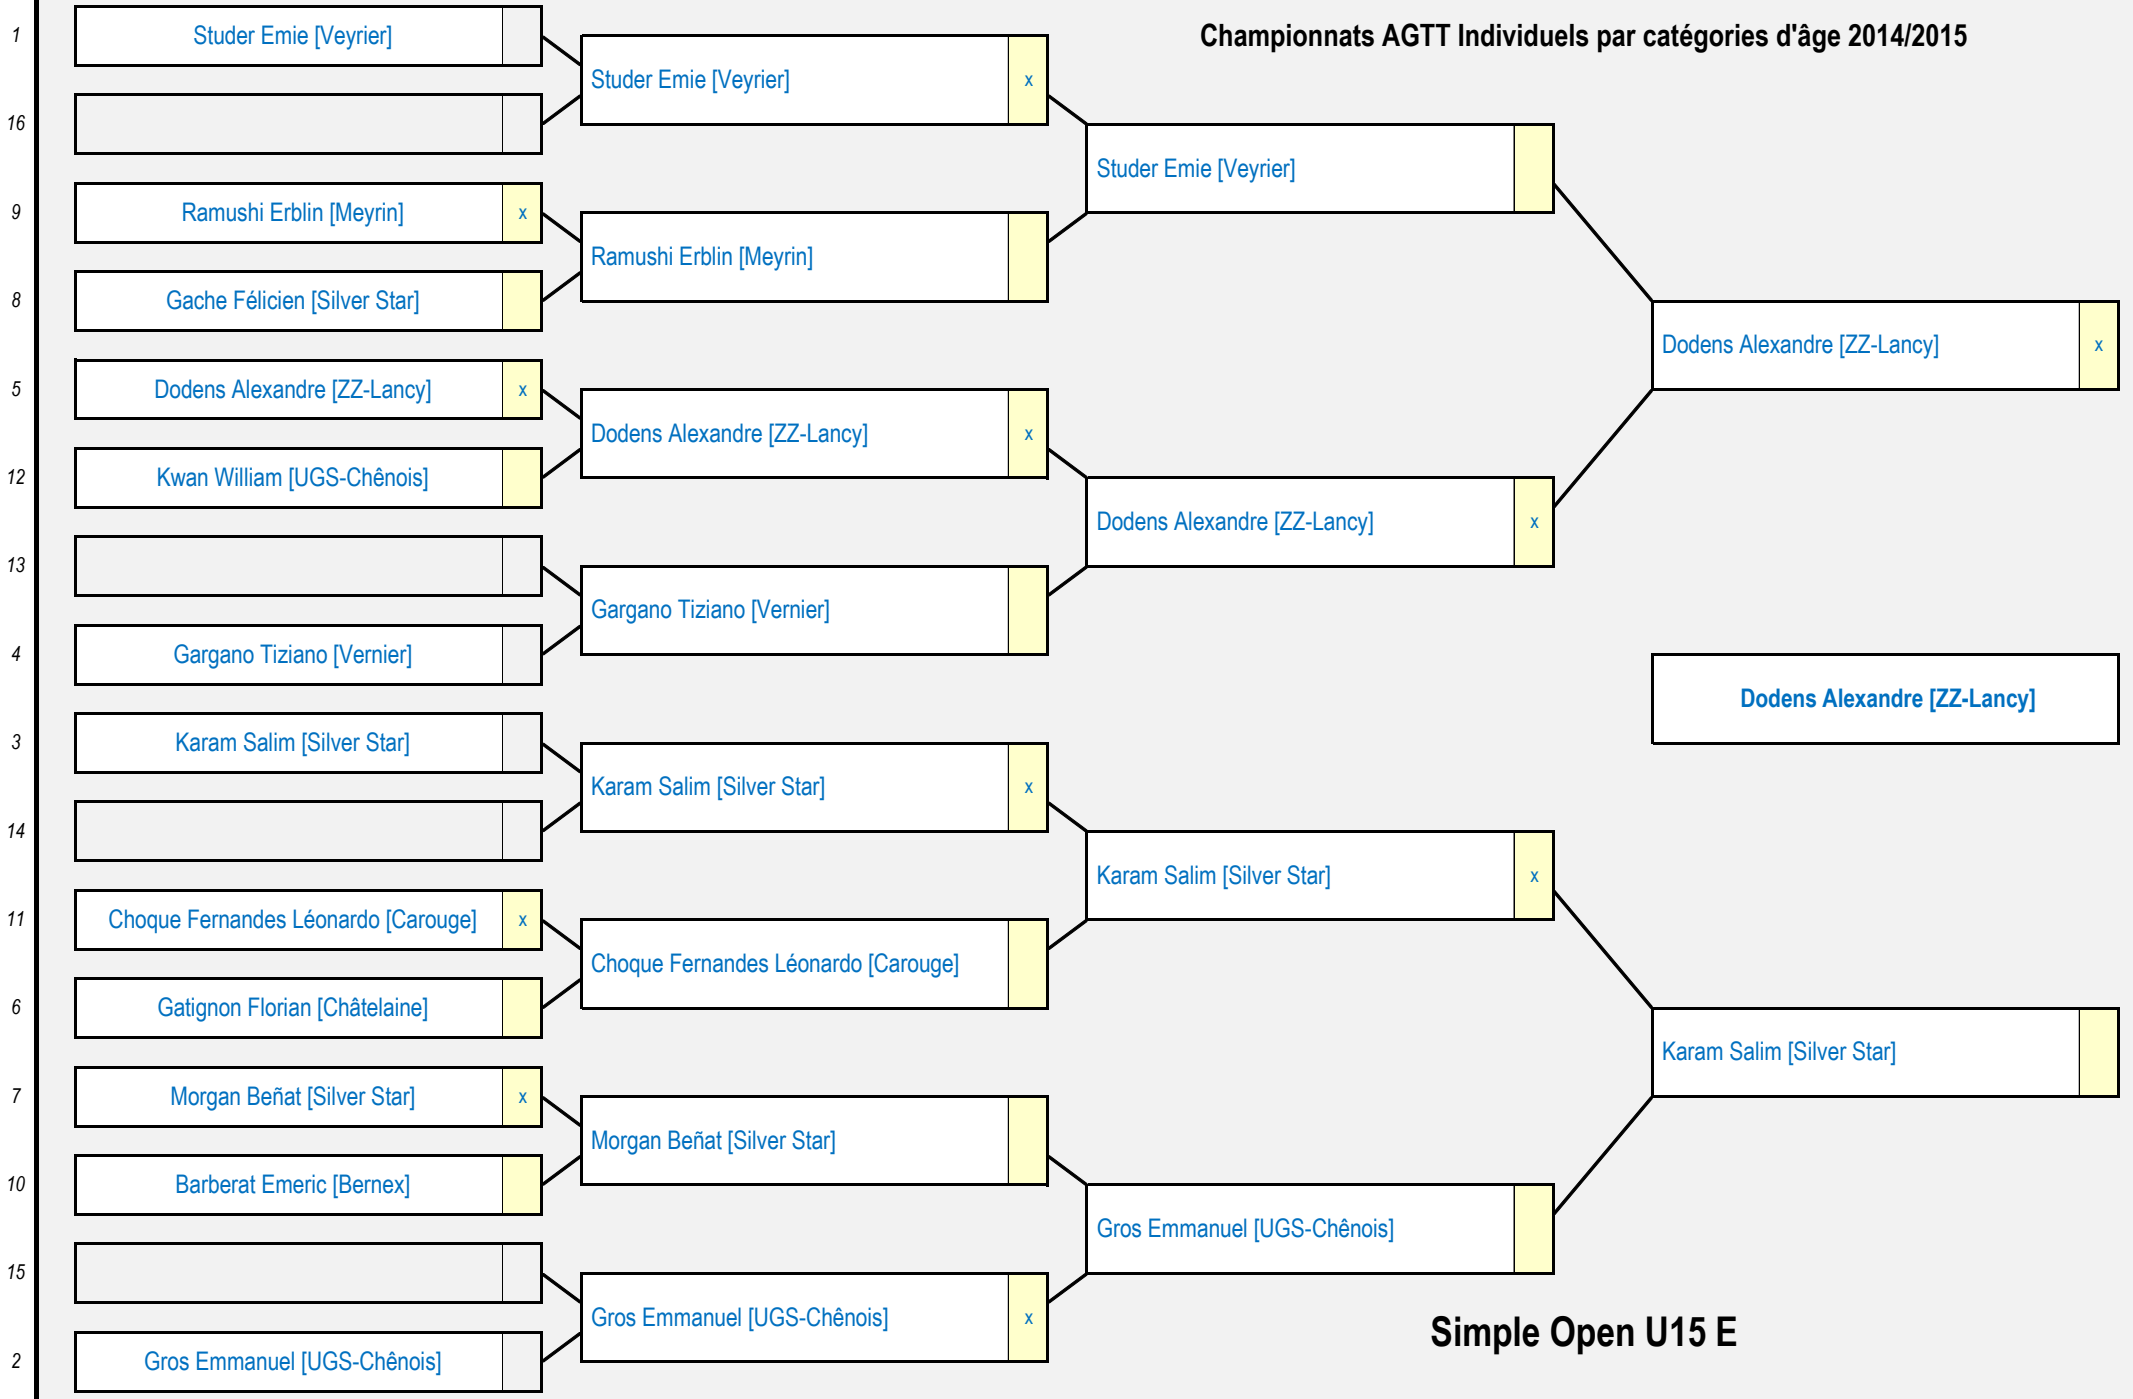 Championnats AGTT Individuels par catégories d'âge 2014/2015
1
Studer Emie [Veyrier]
16
9
Ramushi Erblin [Meyrin] x
8
Gache Félicien [Silver Star]
5
Dodens Alexandre [ZZ-Lancy] x
12
Kwan William [UGS-Chênois]
13
4
Gargano Tiziano [Vernier]
3
Karam Salim [Silver Star]
14
11
Choque Fernandes Léonardo [Carouge] x
6
Gatignon Florian [Châtelaine]
7
Morgan Beñat [Silver Star] x
10
Barberat Emeric [Bernex]
15
2
Gros Emmanuel [UGS-Chênois]
Studer Emie [Veyrier] x
Ramushi Erblin [Meyrin]
Dodens Alexandre [ZZ-Lancy] x
Gargano Tiziano [Vernier]
Karam Salim [Silver Star] x
Choque Fernandes Léonardo [Carouge]
Morgan Beñat [Silver Star]
Gros Emmanuel [UGS-Chênois] x
Studer Emie [Veyrier]
Dodens Alexandre [ZZ-Lancy] x
Karam Salim [Silver Star] x
Gros Emmanuel [UGS-Chênois]
Dodens Alexandre [ZZ-Lancy] x
Karam Salim [Silver Star]
Dodens Alexandre [ZZ-Lancy]
Simple Open U15 E